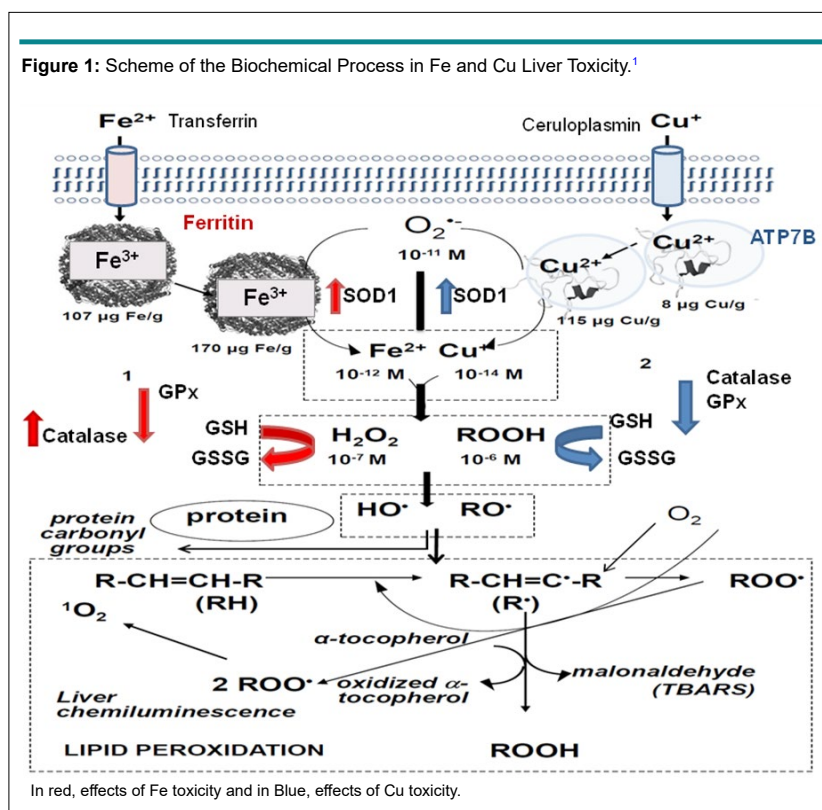 Figure 1: Scheme of the Biochemical Process in Fe and Cu Liver Toxicity.¹
Fe²⁺ Transferrin
Ceruloplasmin Cu⁺
Ferritin
O₂•⁻
10⁻¹¹ M
Cu²⁺
ATP7B
Fe³⁺
Cu²⁺
Fe³⁺
SOD1
SOD1
8 µg Cu/g
107 µg Fe/g
115 µg Cu/g
170 µg Fe/g
Fe²⁺ Cu⁺
10⁻¹² M
10⁻¹⁴ M
1
2
GPx
Catalase
GPx
Catalase
GSH
GSSG
H₂O₂
10⁻⁷ M
ROOH
10⁻⁶ M
GSH
GSSG
HO•
RO•
protein
protein
carbonyl
groups
O₂
R-CH=CH-R
(RH)
R-CH=C•-R
(R•)
ROO•
¹O₂
α-tocopherol
2 ROO•
oxidized α-
tocopherol
malonaldehyde
(TBARS)
Liver
chemiluminescence
LIPID PEROXIDATION
ROOH
In red, effects of Fe toxicity and in Blue, effects of Cu toxicity.